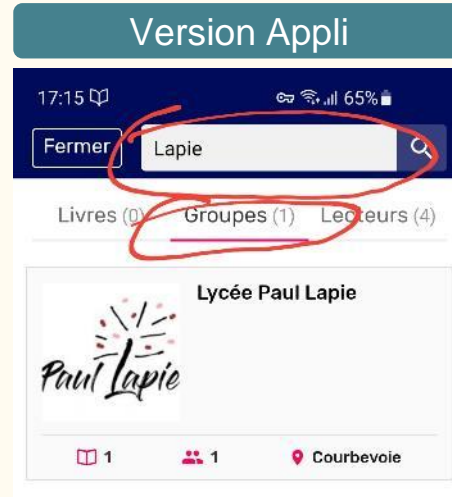 Version Appli
17:15 65%
Fermer Lapie
Livres (0) Groupes (1) Lecteurs (4)
Lycée Paul Lapie
Paul Lapie
1 1 Courbevoie